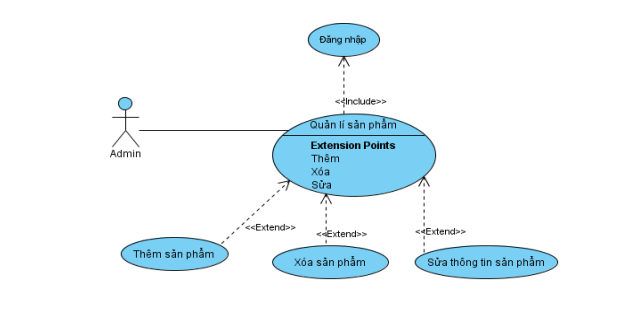 Đăng nhập
<<Include>>
Quản lí sản phẩm
Extension Points
Thêm
Xóa
Sửa
Admin
<<Extend>>
<<Extend>>
<<Extend>>
Thêm sản phẩm
Xóa sản phẩm
Sửa thông tin sản phẩm